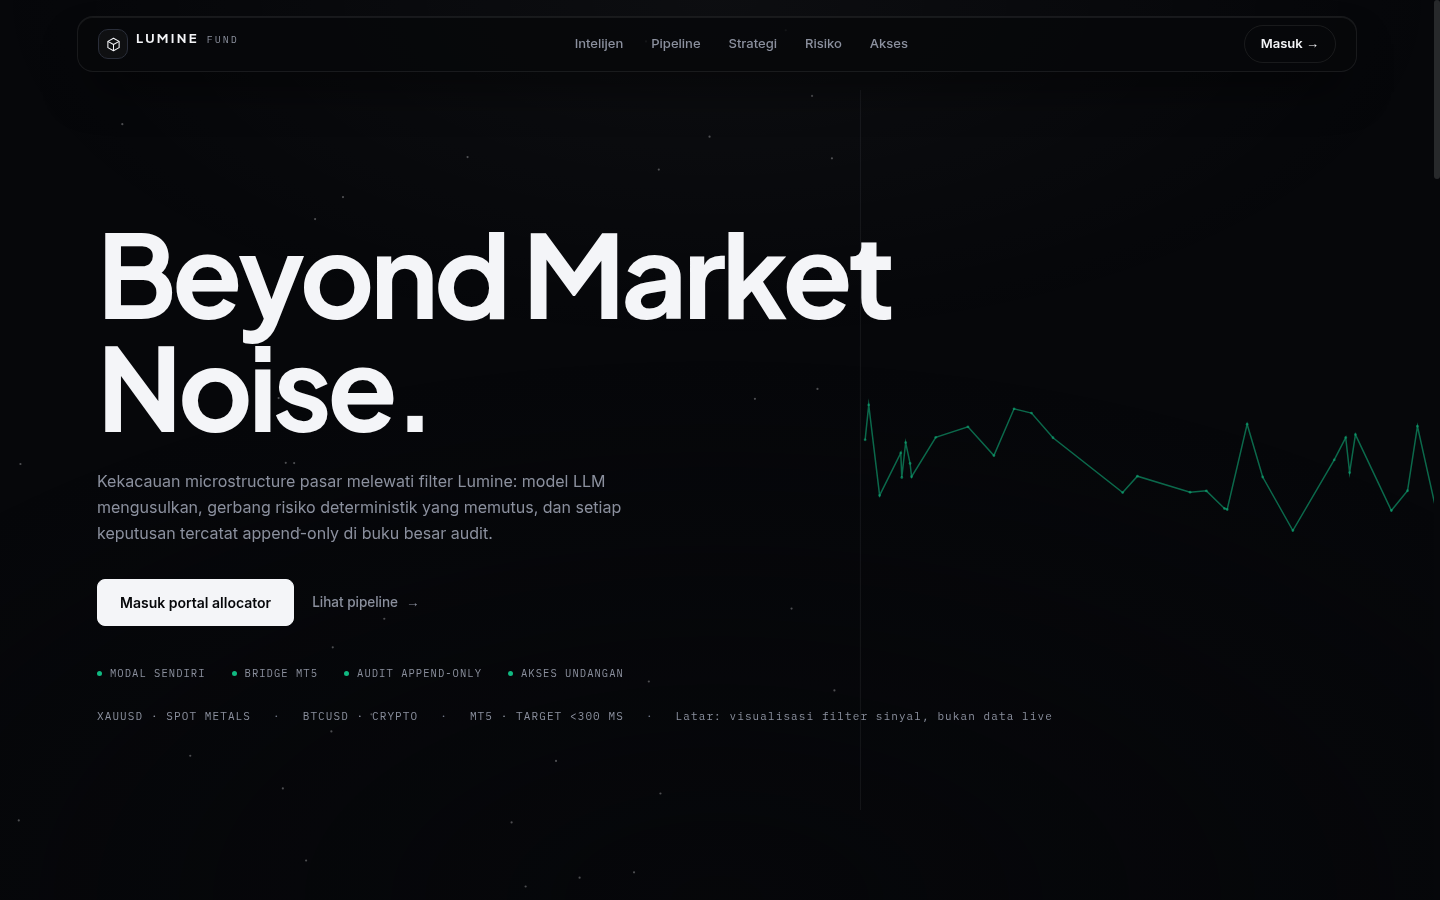 LUMINE FUND
Intelijen Pipeline Strategi Risiko Akses
Masuk →
Beyond Market
Noise.
Kekacauan microstructure pasar melewati filter Lumine: model LLM
mengusulkan, gerbang risiko deterministik yang memutus, dan setiap
keputusan tercatat append-only di buku besar audit.
Masuk portal allocator
Lihat pipeline →
MODAL SENDIRI BRIDGE MT5 AUDIT APPEND-ONLY AKSES UNDANGAN
XAUUSD · SPOT METALS · BTCUSD · CRYPTO · MT5 · TARGET <300 MS · Latar: visualisasi filter sinyal, bukan data live